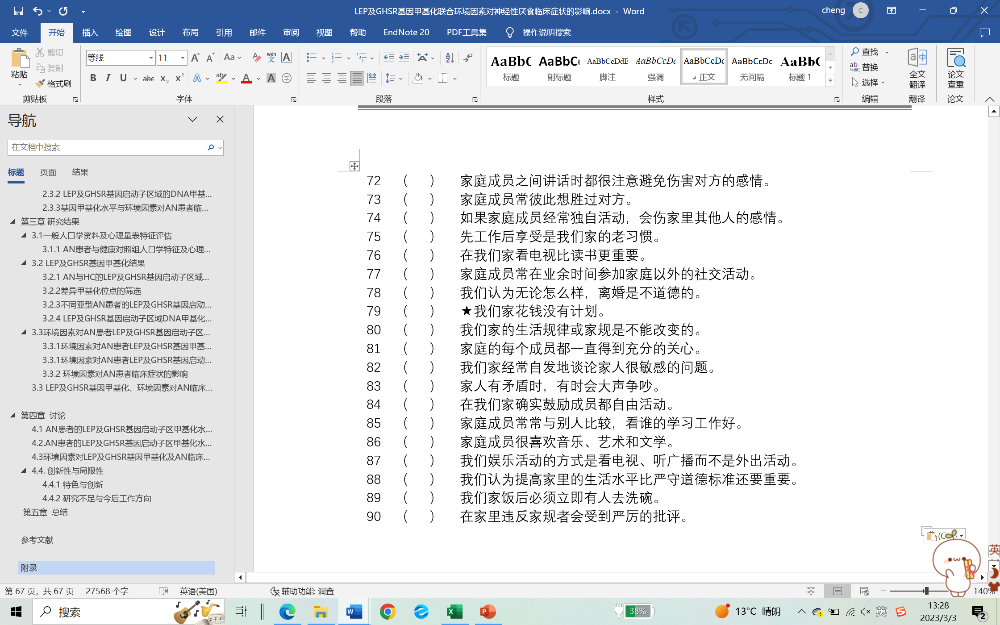 LEP及GHSR基因甲基化联合环境因素对神经性厌食临床症状的影响.docx - Word
cheng
C
文件 开始 插入 绘图 设计 布局 引用 邮件 审阅 视图 帮助 EndNote 20 PDF工具集 操作说明搜索
粘贴
剪切
复制
格式刷
剪贴板
等线 11
字体
段落
AaBbC 标题
AaBbC 副标题
AaBbCcDdE 脚注
AaBbCcDd 强调
AaBbCcDd 正文
AaBbCcDc 无间隔
AaBbC 标题 1
样式
查找
替换
选择
编辑
全文
翻译
翻译
论文
查重
论文
导航
在文档中搜索
标题 页面 结果
2.3.2 LEP及GHSR基因启动子区域的DNA甲基...
2.3.3基因甲基化水平与环境因素对AN患者临...
第三章 研究结果
3.1一般人口学资料及心理量表特征评估
3.1.1 AN患者与健康对照组人口学特征及心理...
3.2 LEP及GHSR基因甲基化结果
3.2.1 AN与HC的LEP及GHSR基因启动子区域...
3.2.2差异甲基化位点的筛选
3.2.3不同亚型AN患者的LEP及GHSR基因启动...
3.2.4 LEP及GHSR基因启动子区域DNA甲基化...
3.3环境因素对AN患者LEP及GHSR基因启动子区...
3.3.1环境因素对AN患者LEP及GHSR基因甲基...
3.3.1环境因素对AN患者LEP及GHSR基因启动...
3.3.2 环境因素对AN患者临床症状的影响
3.3 LEP及GHSR基因甲基化、环境因素对AN临床...
第四章 讨论
4.1 AN患者的LEP及GHSR基因启动子区甲基化水...
4.2.AN患者的LEP及GHSR基因启动子区甲基化水...
4.3环境因素对LEP及GHSR基因甲基化及AN临床...
4.4. 创新性与局限性
4.4.1 特色与创新
4.4.2 研究不足与今后工作方向
第五章 总结
参考文献
附录
72 （ ） 家庭成员之间讲话时都很注意避免伤害对方的感情。
73 （ ） 家庭成员常彼此想胜过对方。
74 （ ） 如果家庭成员经常独自活动，会伤家里其他人的感情。
75 （ ） 先工作后享受是我们家的老习惯。
76 （ ） 在我们家看电视比读书更重要。
77 （ ） 家庭成员常在业余时间参加家庭以外的社交活动。
78 （ ） 我们认为无论怎么样，离婚是不道德的。
79 （ ） ★我们家花钱没有计划。
80 （ ） 我们家的生活规律或家规是不能改变的。
81 （ ） 家庭的每个成员都一直得到充分的关心。
82 （ ） 我们家经常自发地谈论家人很敏感的问题。
83 （ ） 家人有矛盾时，有时会大声争吵。
84 （ ） 在我们家确实鼓励成员都自由活动。
85 （ ） 家庭成员常常与别人比较，看谁的学习工作好。
86 （ ） 家庭成员很喜欢音乐、艺术和文学。
87 （ ） 我们娱乐活动的方式是看电视、听广播而不是外出活动。
88 （ ） 我们认为提高家里的生活水平比严守道德标准还要重要。
89 （ ） 我们家饭后必须立即有人去洗碗。
90 （ ） 在家里违反家规者会受到严厉的批评。
英
第 67 页，共 67 页 27568 个字 英语(美国) 辅助功能: 调查 140%
搜索
38%
13°C 晴朗
英
13:28
2023/3/3
2